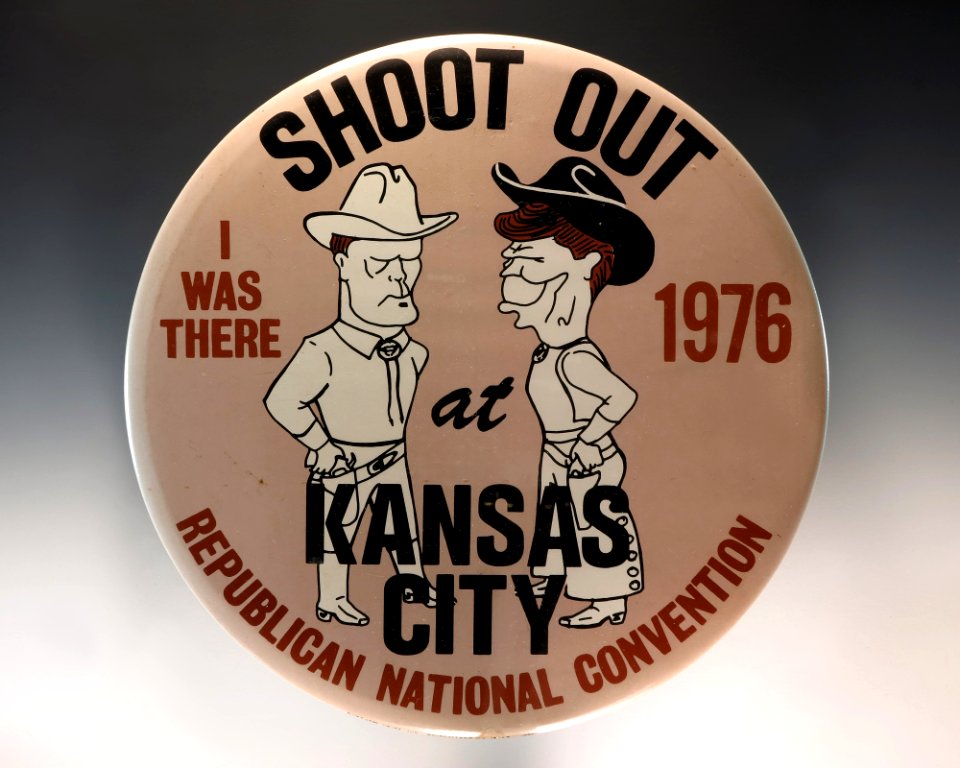 SHOOT OUT
I
WAS
THERE
1976
at
KANSAS
CITY
REPUBLICAN NATIONAL CONVENTION